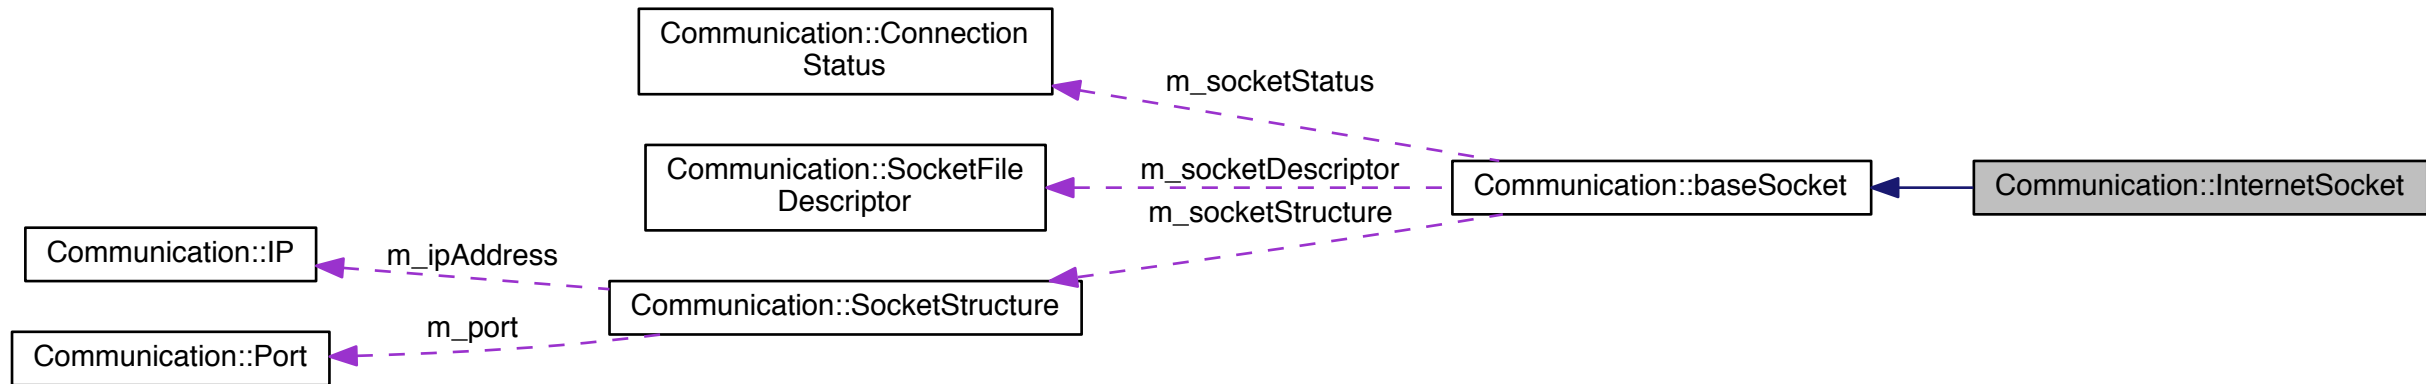 Communication::Connection
Status
m_socketStatus
Communication::SocketFile
Descriptor
m_socketDescriptor
Communication::baseSocket
Communication::InternetSocket
m_socketStructure
Communication::IP
m_ipAddress
Communication::SocketStructure
m_port
Communication::Port